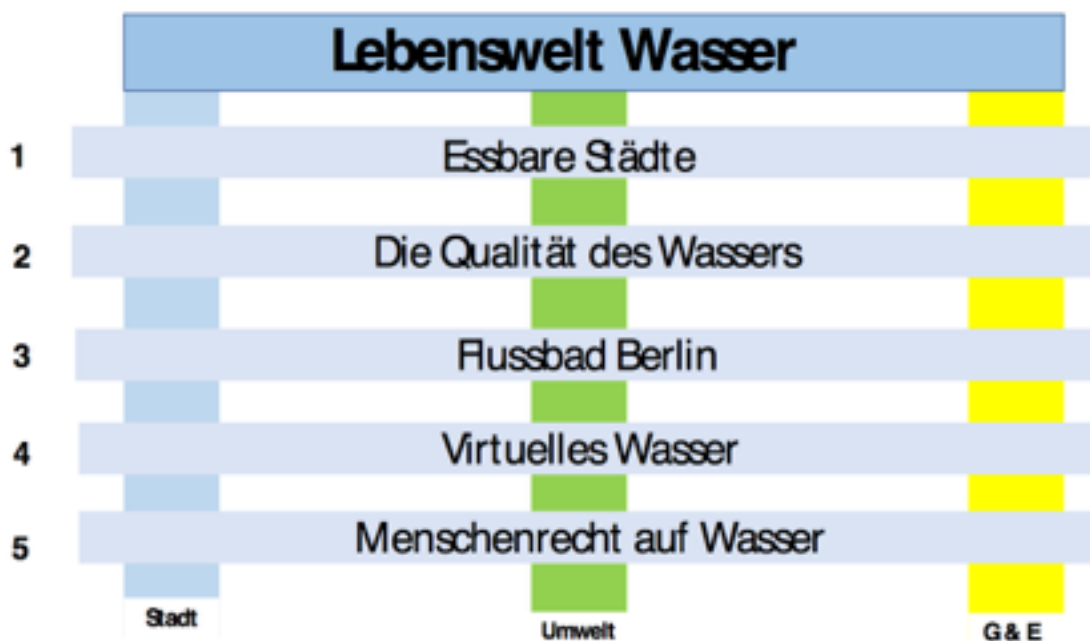 Lebenswelt Wasser
1 Essbare Städte
2 Die Qualität des Wassers
3 Flussbad Berlin
4 Virtuelles Wasser
5 Menschenrecht auf Wasser
Stadt Umwelt G & E